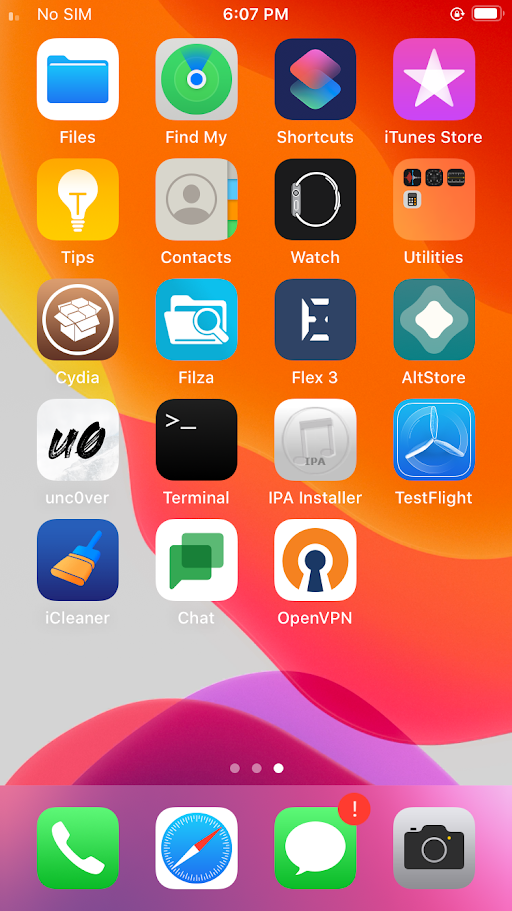 No SIM 6:07 PM
Files Find My Shortcuts iTunes Store
Tips Contacts Watch Utilities
Cydia Filza Flex 3 AltStore
uO >_ IPA
unc0ver Terminal IPA Installer TestFlight
iCleaner Chat OpenVPN
!